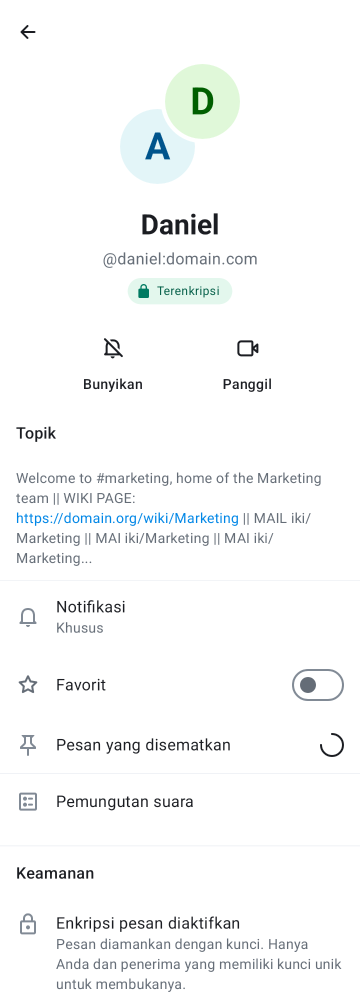 D
A
Daniel
@daniel:domain.com
Terenkripsi
Bunyikan
Panggil
Topik
Welcome to #marketing, home of the Marketing
team || WIKI PAGE:
https://domain.org/wiki/Marketing || MAIL iki/
Marketing || MAI iki/Marketing || MAI iki/
Marketing...
Notifikasi
Khusus
Favorit
Pesan yang disematkan
Pemungutan suara
Keamanan
Enkripsi pesan diaktifkan
Pesan diamankan dengan kunci. Hanya
Anda dan penerima yang memiliki kunci unik
untuk membukanya.